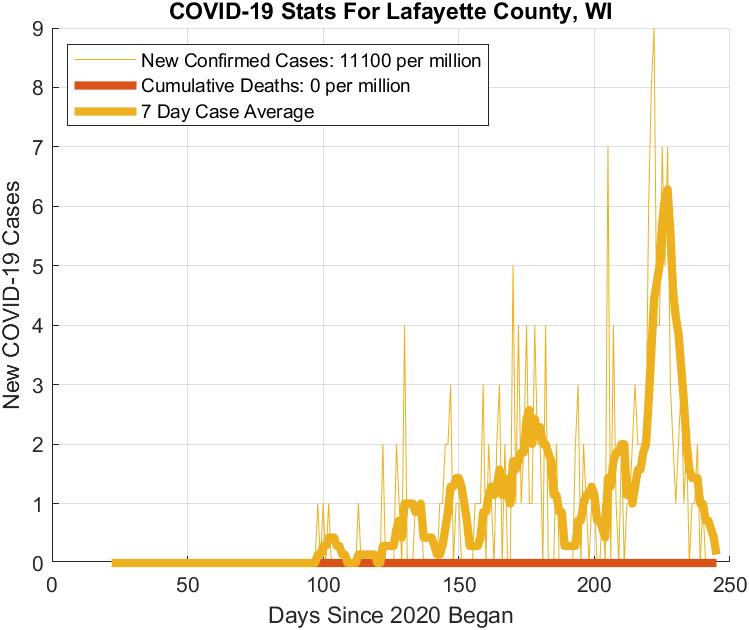 COVID-19 Stats For Lafayette County, WI
New Confirmed Cases: 11100 per million
Cumulative Deaths: 0 per million
7 Day Case Average
New COVID-19 Cases
9
8
7
6
5
4
3
2
1
0
0 50 100 150 200 250
Days Since 2020 Began